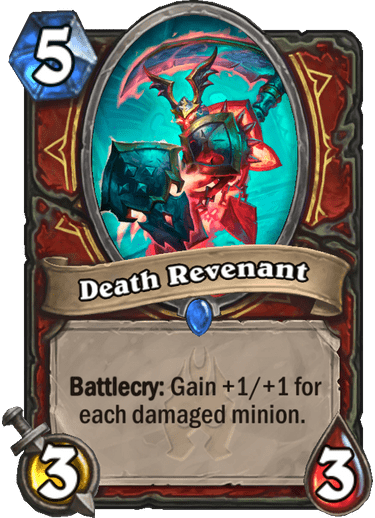 5
Death Revenant
Battlecry: Gain +1/+1 for
each damaged minion.
3
3